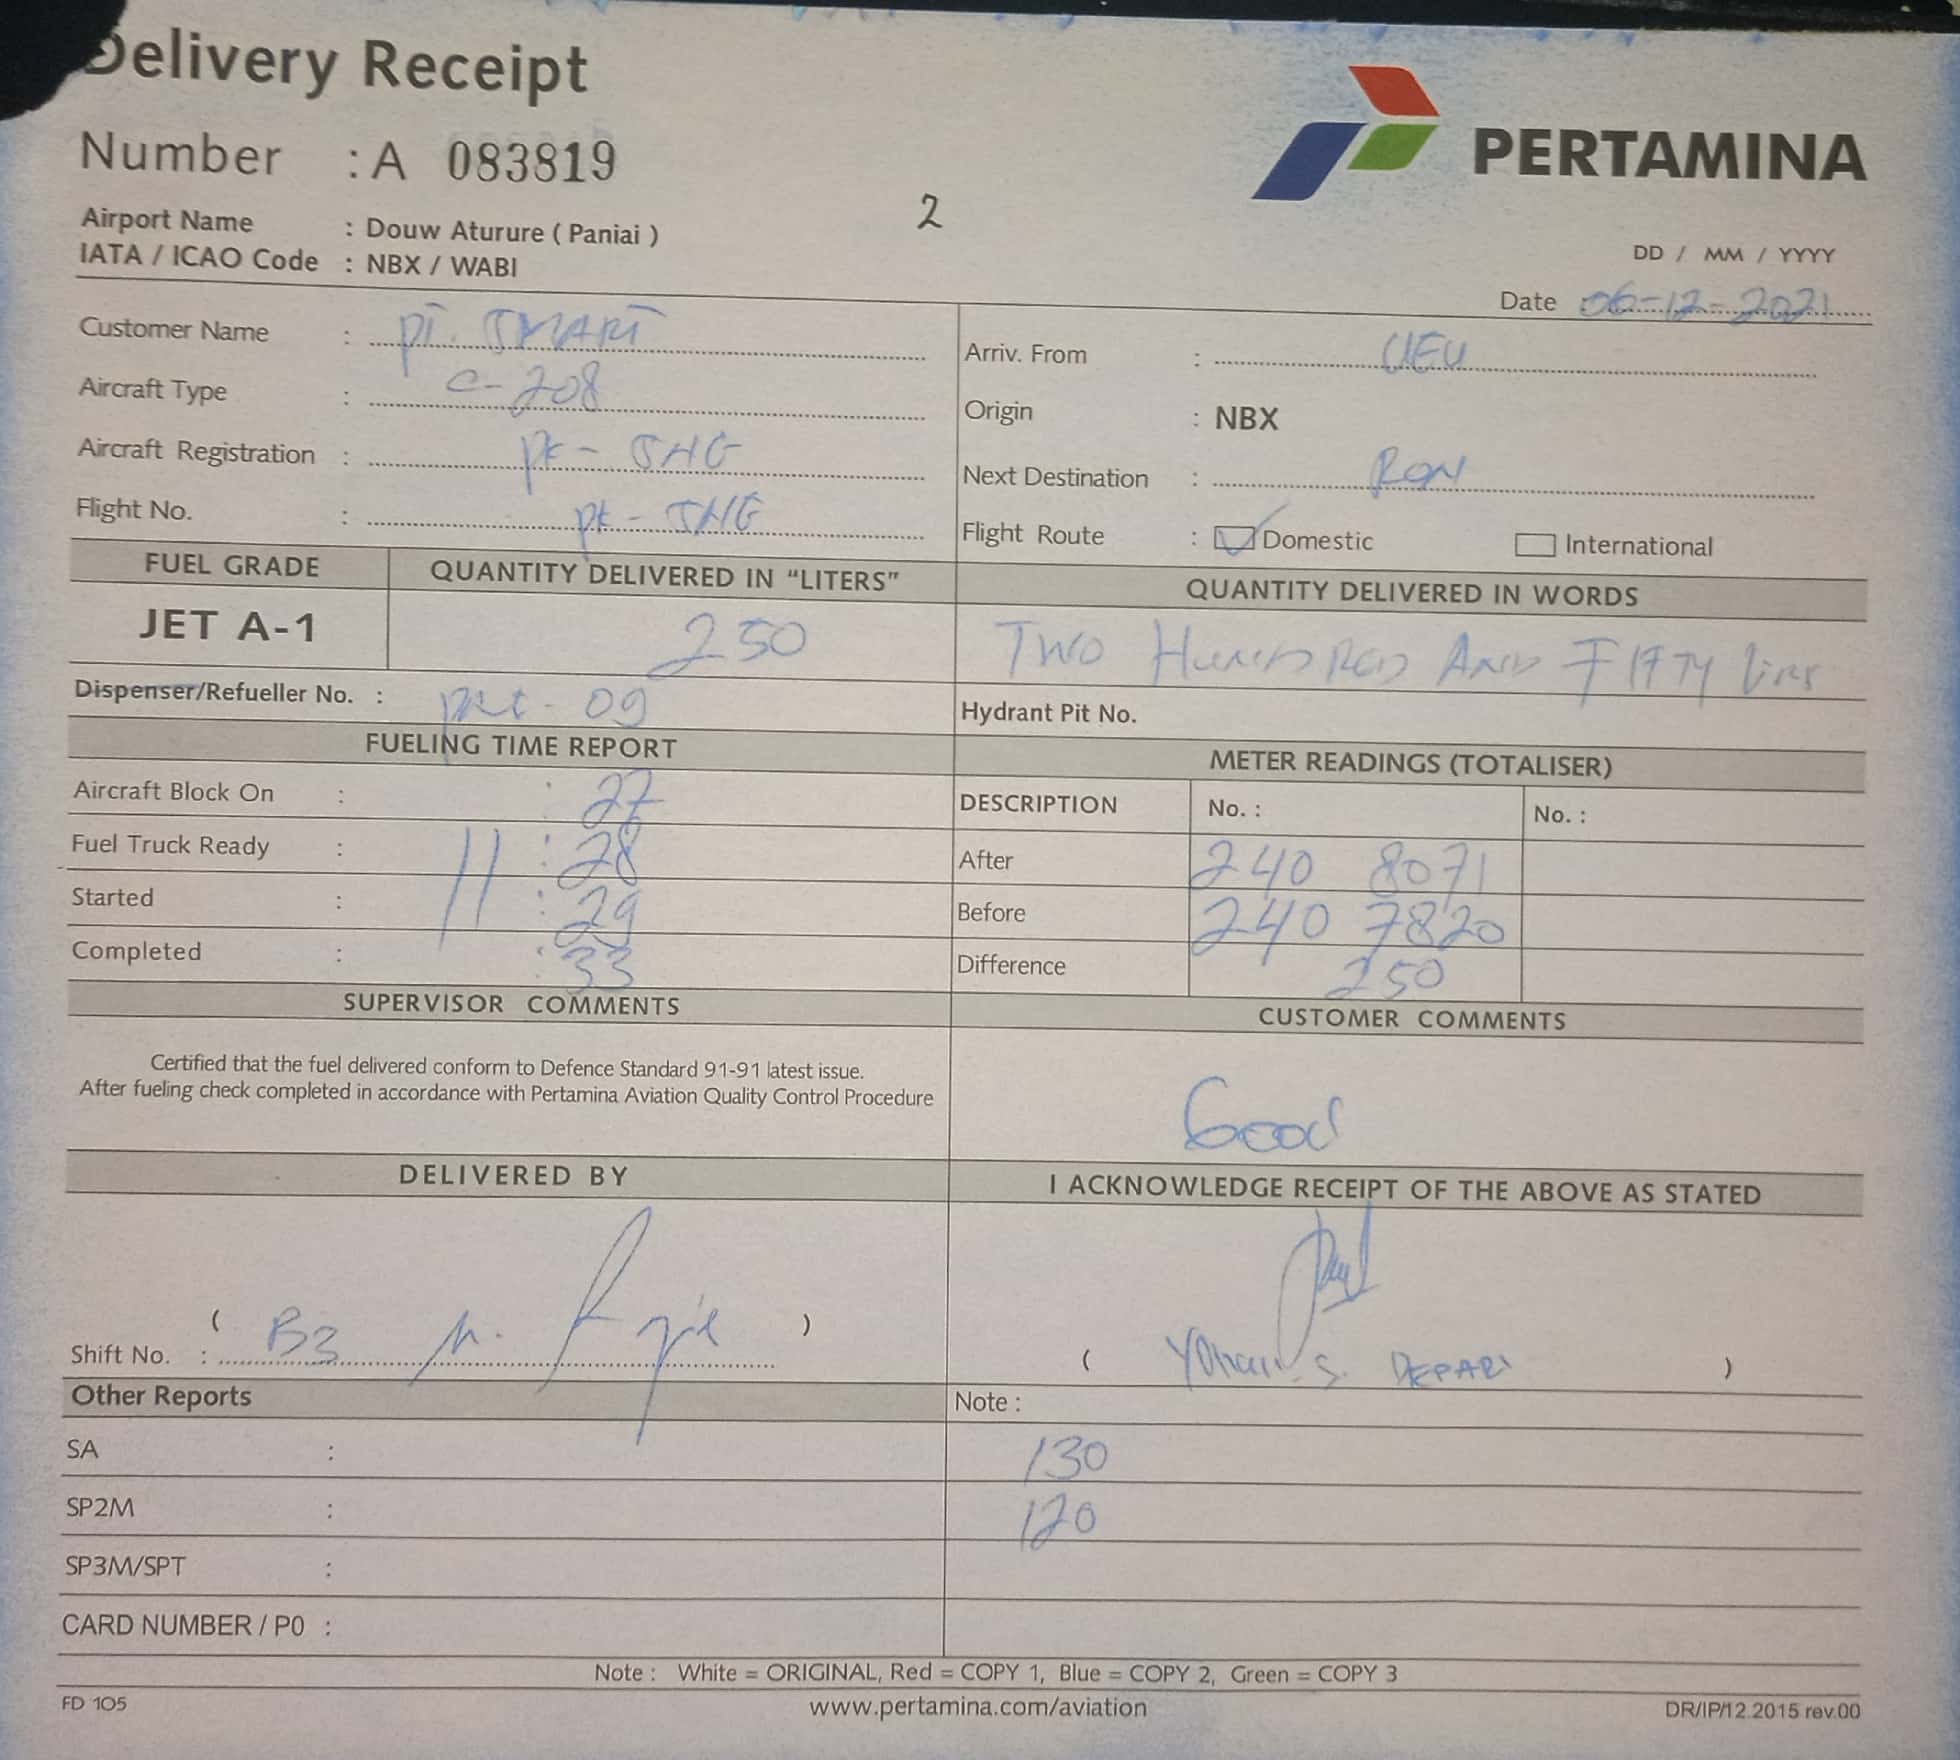 Delivery Receipt
Number : A 083819
PERTAMINA
2
Airport Name : Douw Aturure ( Paniai )
IATA / ICAO Code : NBX / WABI
DD / MM / YYYY
Date : 06-12-2021
Customer Name : PT. SMART
Aircraft Type : C-208
Aircraft Registration : PK - SHG
Flight No. : PK - SHG
Arriv. From : UEU
Origin : NBX
Next Destination : RON
Flight Route : Domestic International
FUEL GRADE QUANTITY DELIVERED IN “LITERS” QUANTITY DELIVERED IN WORDS
JET A-1 250 Two Hundred And Fifty
Dispenser/Refueller No. : 09
Hydrant Pit No.
FUELING TIME REPORT
Aircraft Block On : : 27
Fuel Truck Ready : 11 : 28
Started : : 29
Completed : : 33
METER READINGS (TOTALISER)
DESCRIPTION No. : No. :
After 240 8071
Before 240 7820
Difference 250
SUPERVISOR COMMENTS
Certified that the fuel delivered conform to Defence Standard 91-91 latest issue.
After fueling check completed in accordance with Pertamina Aviation Quality Control Procedure
CUSTOMER COMMENTS
Good
DELIVERED BY
( )
Shift No. : B3
I ACKNOWLEDGE RECEIPT OF THE ABOVE AS STATED
( S. DEPARI )
Other Reports
SA :
SP2M :
SP3M/SPT :
CARD NUMBER / P0 :
Note :
130
120
Note : White = ORIGINAL, Red = COPY 1, Blue = COPY 2, Green = COPY 3
FD 105 www.pertamina.com/aviation DR/IP/12.2015 rev.00